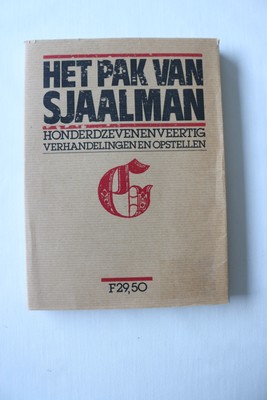 HET PAK VAN
SJAALMAN
HONDERDZEVENENVEERTIG
VERHANDELINGEN EN OPSTELLEN
F29,50